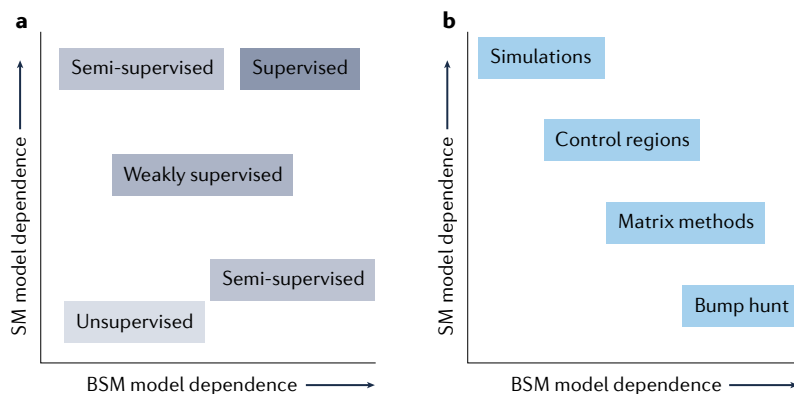 a
Semi-supervised
Supervised
Weakly supervised
Semi-supervised
Unsupervised
SM model dependence
BSM model dependence
b
Simulations
Control regions
Matrix methods
Bump hunt
SM model dependence
BSM model dependence